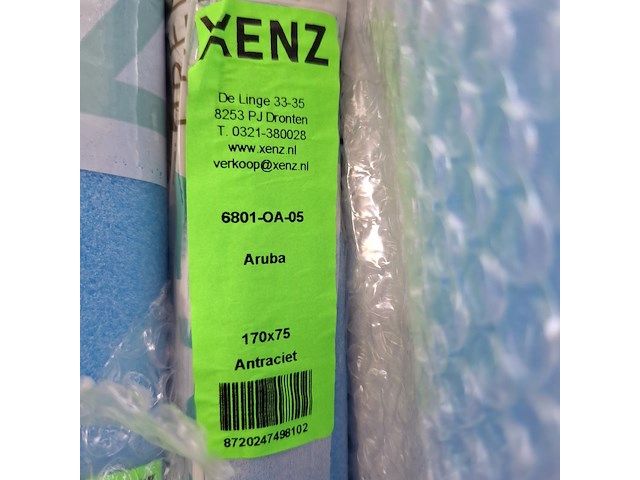 XENZ
De Linge 33-35
8253 PJ Dronten
T. 0321-380028
www.xenz.nl
verkoop@xenz.nl
6801-OA-05
Aruba
170x75
Antraciet
8720247498102